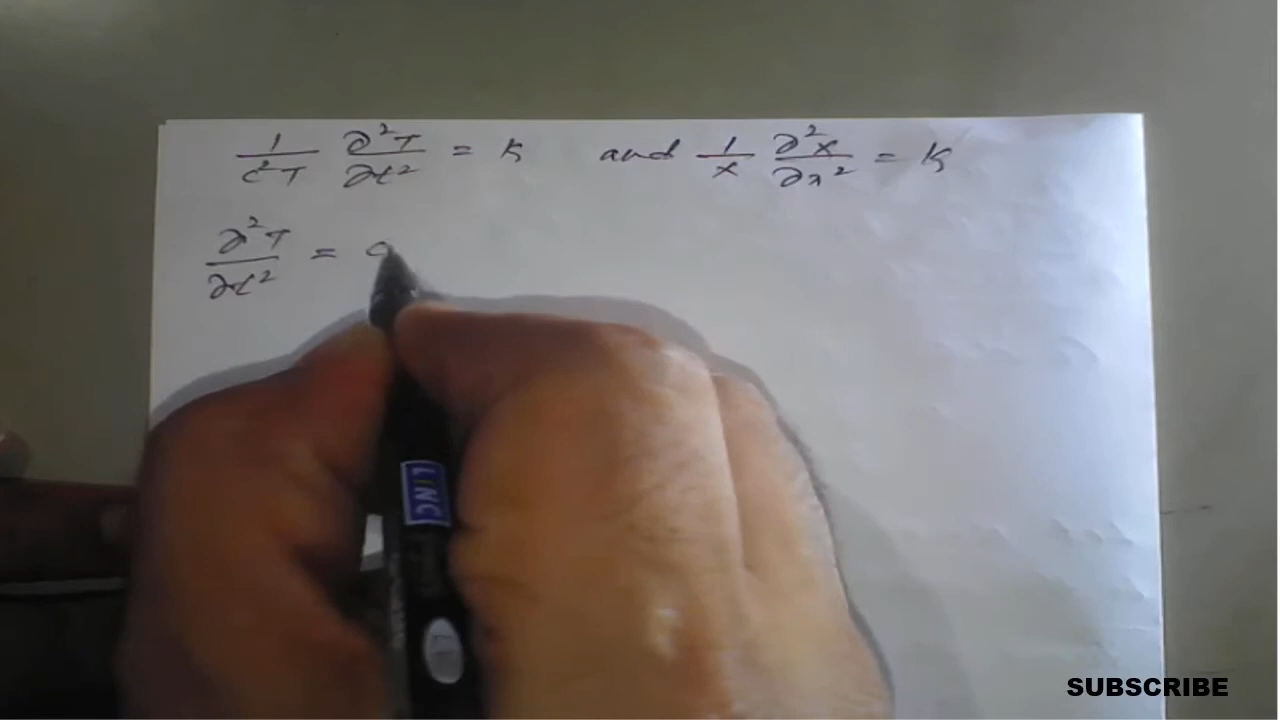 1/c²T ∂²T/∂t² = k and 1/x ∂²x/∂x² = k
∂²T/∂t² =
LINC
SUBSCRIBE